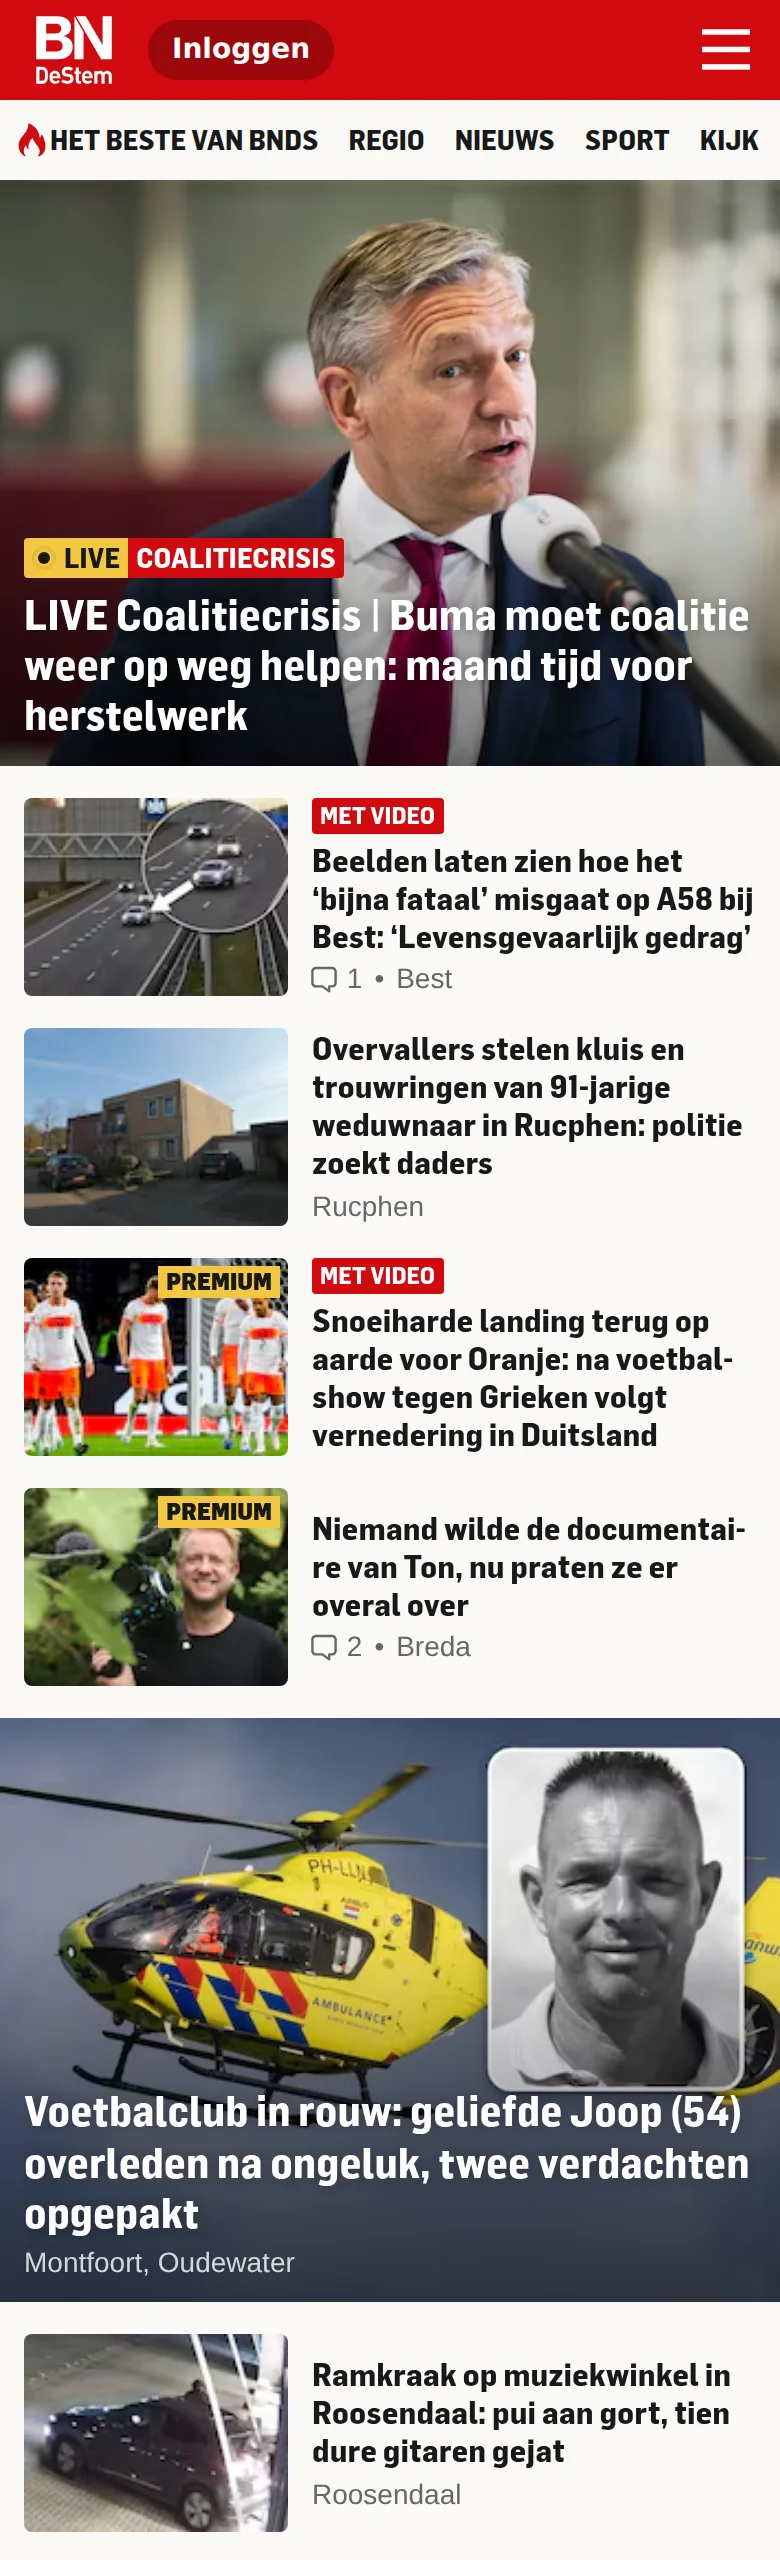 BN
DeStem
Inloggen
HET BESTE VAN BNDS REGIO NIEUWS SPORT KIJK
LIVE COALITIECRISIS
LIVE Coalitiecrisis | Buma moet coalitie
weer op weg helpen: maand tijd voor
herstelwerk
MET VIDEO
Beelden laten zien hoe het
‘bijna fataal’ misgaat op A58 bij
Best: ‘Levensgevaarlijk gedrag’
1 • Best
Overvallers stelen kluis en
trouwringen van 91-jarige
weduwnaar in Rucphen: politie
zoekt daders
Rucphen
PREMIUM
MET VIDEO
Snoeiharde landing terug op
aarde voor Oranje: na voetbal-
show tegen Grieken volgt
vernedering in Duitsland
PREMIUM
Niemand wilde de documentai-
re van Ton, nu praten ze er
overal over
2 • Breda
PH-LLN
AMBULANCE
anw
Voetbalclub in rouw: geliefde Joop (54)
overleden na ongeluk, twee verdachten
opgepakt
Montfoort, Oudewater
Ramkraak op muziekwinkel in
Roosendaal: pui aan gort, tien
dure gitaren gejat
Roosendaal